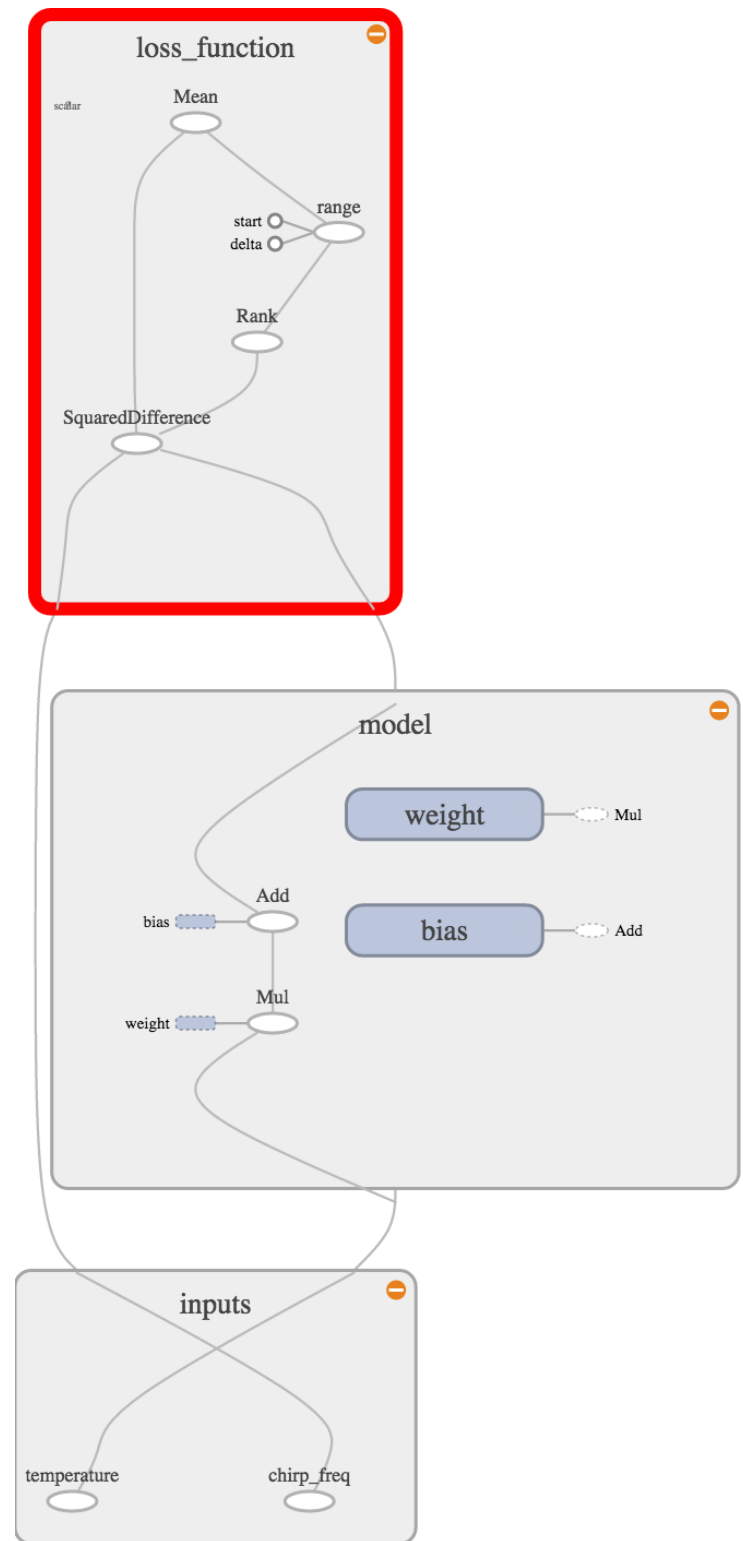 loss_function
Mean
range
start
delta
Rank
SquaredDifference
model
weight
Mul
Add
bias
bias
Add
Mul
weight
inputs
temperature
chirp_freq